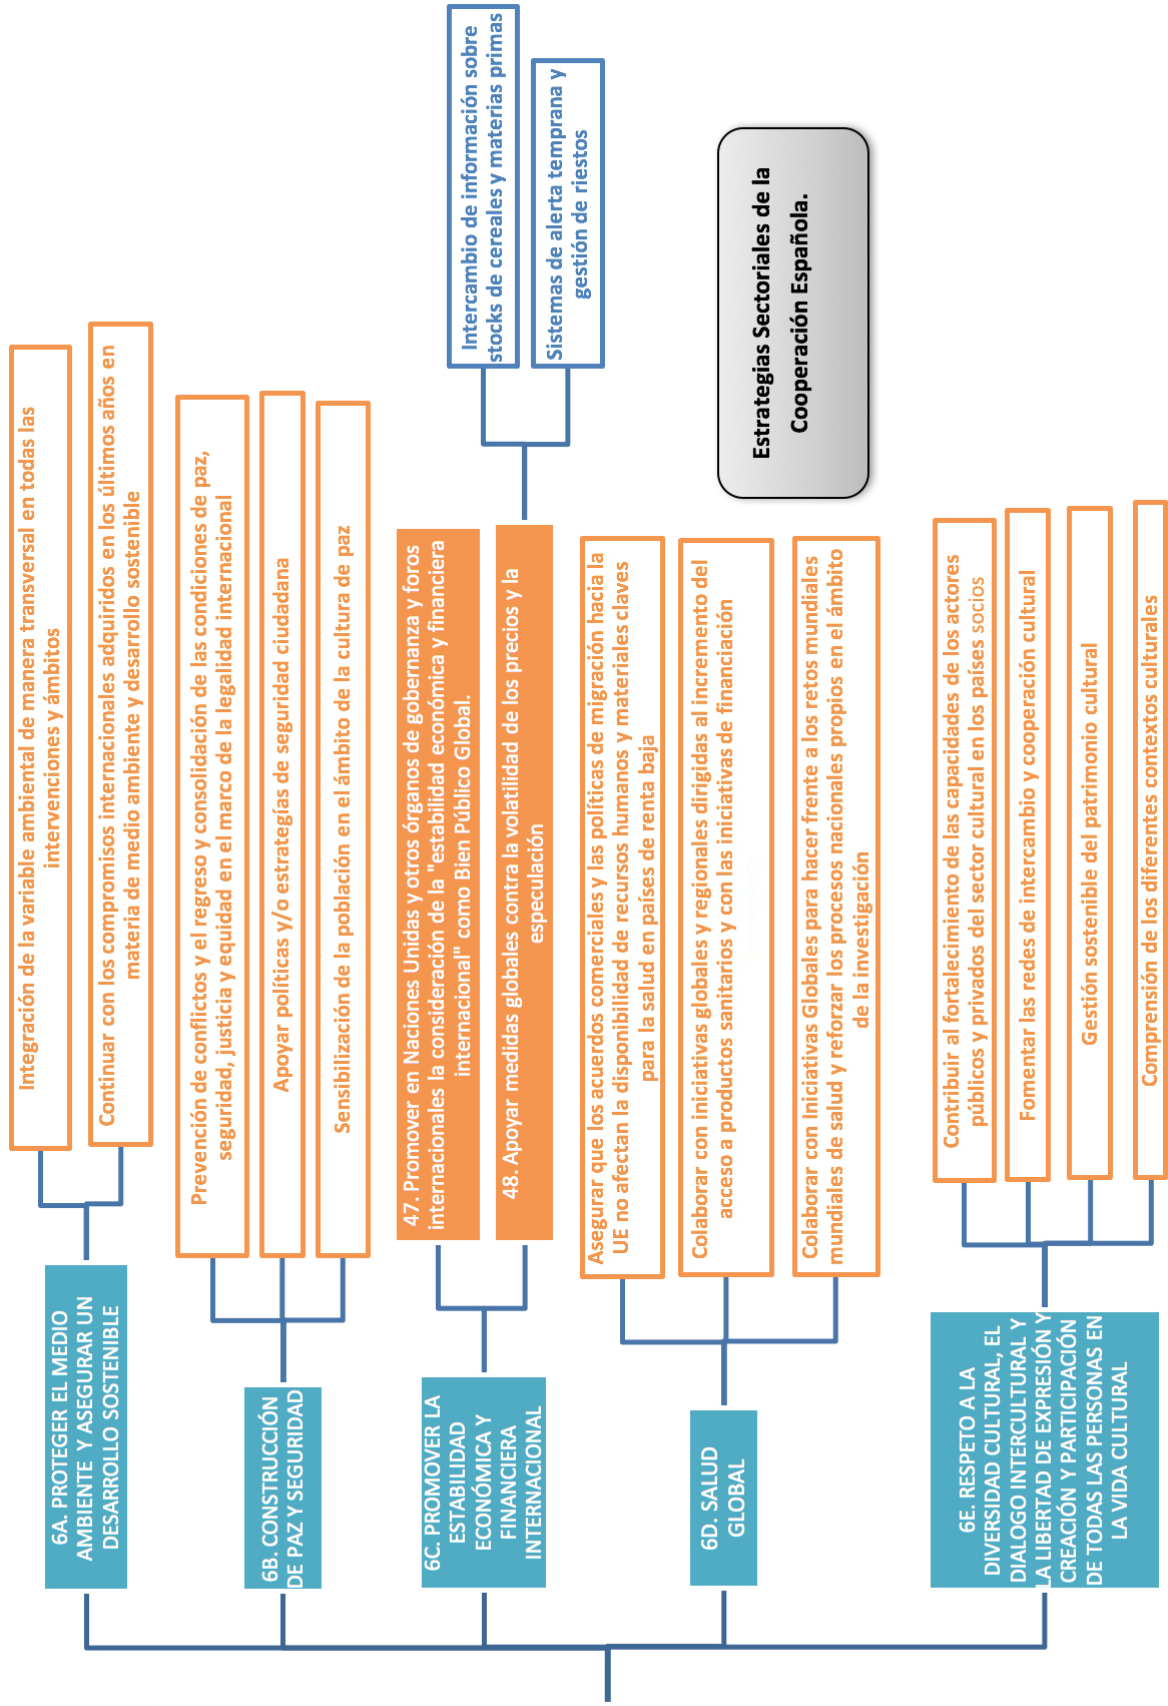 6A. PROTEGER EL MEDIO
AMBIENTE Y ASEGURAR UN
DESARROLLO SOSTENIBLE
Integración de la variable ambiental de manera transversal en todas las
intervenciones y ámbitos
Continuar con los compromisos internacionales adquiridos en los últimos años en
materia de medio ambiente y desarrollo sostenible
6B. CONSTRUCCIÓN
DE PAZ Y SEGURIDAD
Prevención de conflictos y el regreso y consolidación de las condiciones de paz,
seguridad, justicia y equidad en el marco de la legalidad internacional
Apoyar políticas y/o estrategías de seguridad ciudadana
Sensibilización de la población en el ámbito de la cultura de paz
6C. PROMOVER LA
ESTABILIDAD
ECONÓMICA Y
FINANCIERA
INTERNACIONAL
47. Promover en Naciones Unidas y otros órganos de gobernanza y foros
internacionales la consideración de la "estabilidad económica y financiera
internacional" como Bien Público Global.
48. Apoyar medidas globales contra la volatilidad de los precios y la
especulación
Intercambio de información sobre
stocks de cereales y materias primas
Sistemas de alerta temprana y
gestión de riestos
6D. SALUD
GLOBAL
Asegurar que los acuerdos comerciales y las políticas de migración hacia la
UE no afectan la disponibilidad de recursos humanos y materiales claves
para la salud en países de renta baja
Colaborar con iniciativas globales y regionales dirigidas al incremento del
acceso a productos sanitarios y con las iniciativas de financiación
Colaborar con Iniciativas Globales para hacer frente a los retos mundiales
mundiales de salud y reforzar los procesos nacionales propios en el ámbito
de la investigación
6E. RESPETO A LA
DIVERSIDAD CULTURAL, EL
DIALOGO INTERCULTURAL Y
LA LIBERTAD DE EXPRESIÓN Y
CREACIÓN Y PARTICIPACIÓN
DE TODAS LAS PERSONAS EN
LA VIDA CULTURAL
Contribuir al fortalecimiento de las capacidades de los actores
públicos y privados del sector cultural en los países socios
Fomentar las redes de intercambio y cooperación cultural
Gestión sostenible del patrimonio cultural
Comprensión de los diferentes contextos culturales
Estrategias Sectoriales de la
Cooperación Española.